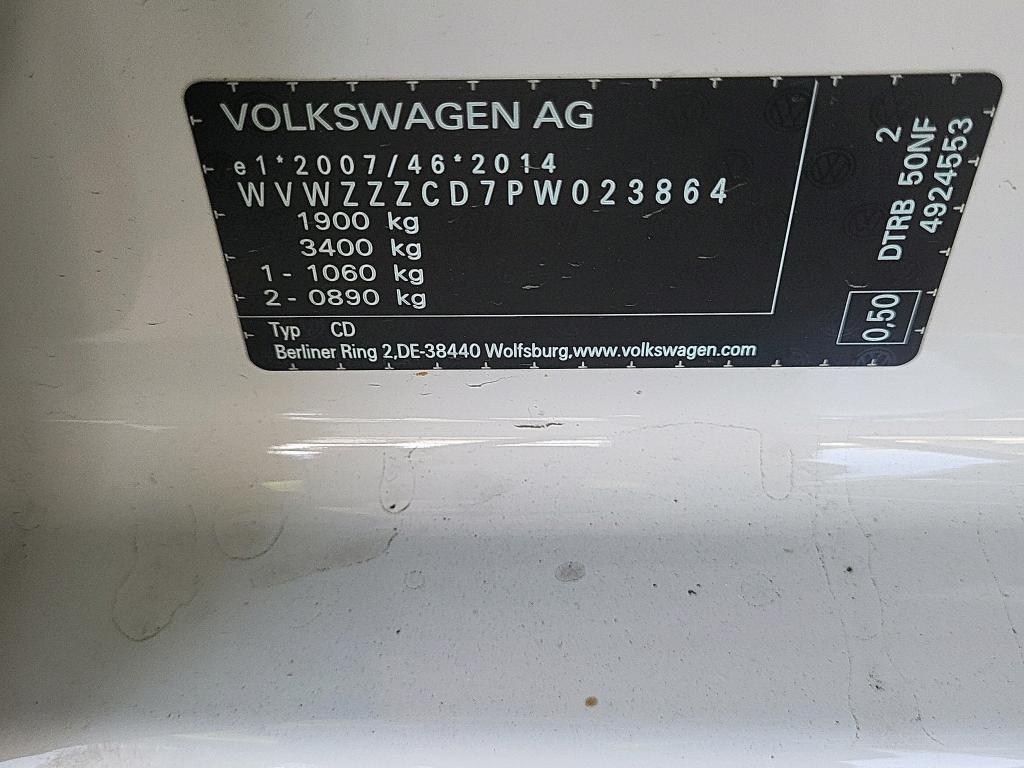 VOLKSWAGEN AG
e1*2007/46*2014
WVWZZZCD7PW023864
1900 kg
3400 kg
1 - 1060 kg
2 - 0890 kg
Typ CD
Berliner Ring 2,DE-38440 Wolfsburg,www.volkswagen.com
2
DTRB 50NF
4924553
0,50